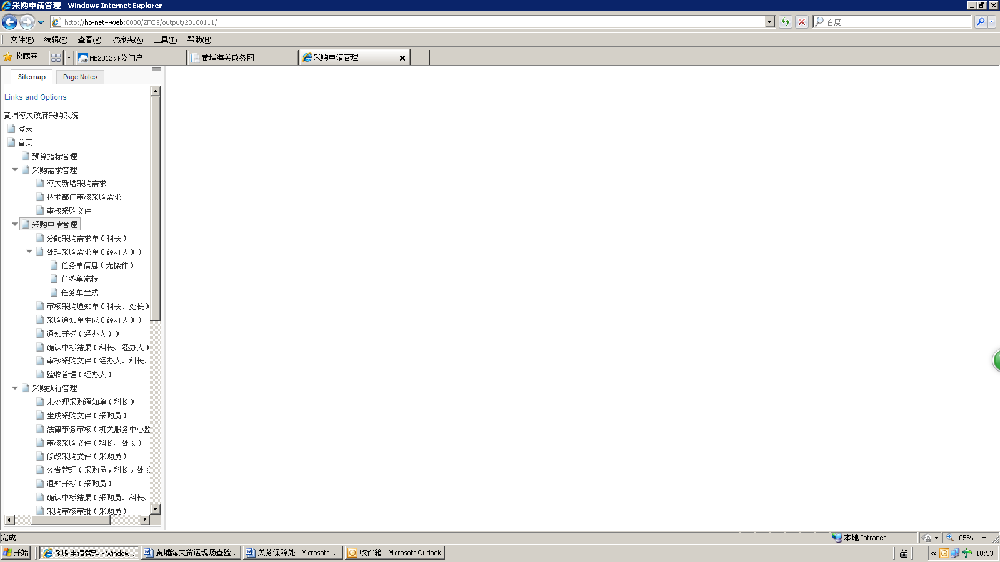 采购申请管理 - Windows Internet Explorer
http://hp-net4-web:8000/ZFCG/output/20160111/
百度
文件(F) 编辑(E) 查看(V) 收藏夹(A) 工具(T) 帮助(H)
收藏夹 HB2012办公门户 黄埔海关政务网 采购申请管理
Sitemap Page Notes
Links and Options
黄埔海关政府采购系统
登录
首页
预算指标管理
采购需求管理
海关新增采购需求
技术部门审核采购需求
审核采购文件
采购申请管理
分配采购需求单（科长）
处理采购需求单（经办人））
任务单信息（无操作）
任务单流转
任务单生成
审核采购通知单（科长、处长）
采购通知单生成（经办人））
通知开标（经办人））
确认中标结果（科长、经办人）
审核采购文件（经办人、科长、
验收管理（经办人）
采购执行管理
未处理采购通知单（科长）
生成采购文件（采购员）
法律事务审核（机关服务中心监
审核采购文件（科长、处长）
修改采购文件（采购员）
公告管理（采购员，科长，处长
通知开标（采购员）
确认中标结果（采购员、科长、
采购审核审批（采购员）
完成 本地 Intranet 105%
开始 采购申请管理 - Window... 黄埔海关货运现场查验... 关务保障处 - Microsoft ... 收件箱 - Microsoft Outlook « 10:53